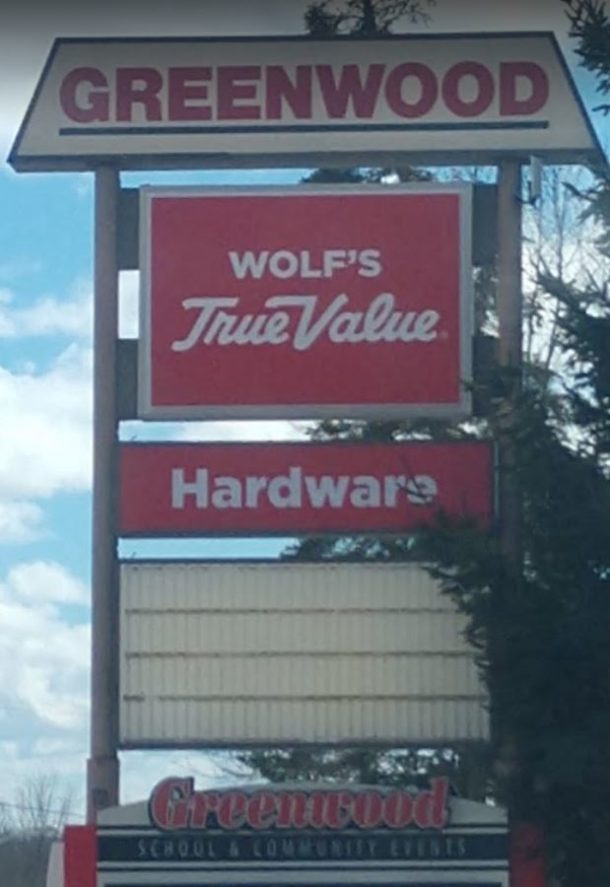 GREENWOOD
WOLF'S
True Value
Hardware
Greenwood
SCHOOL & COMMUNITY EVENTS